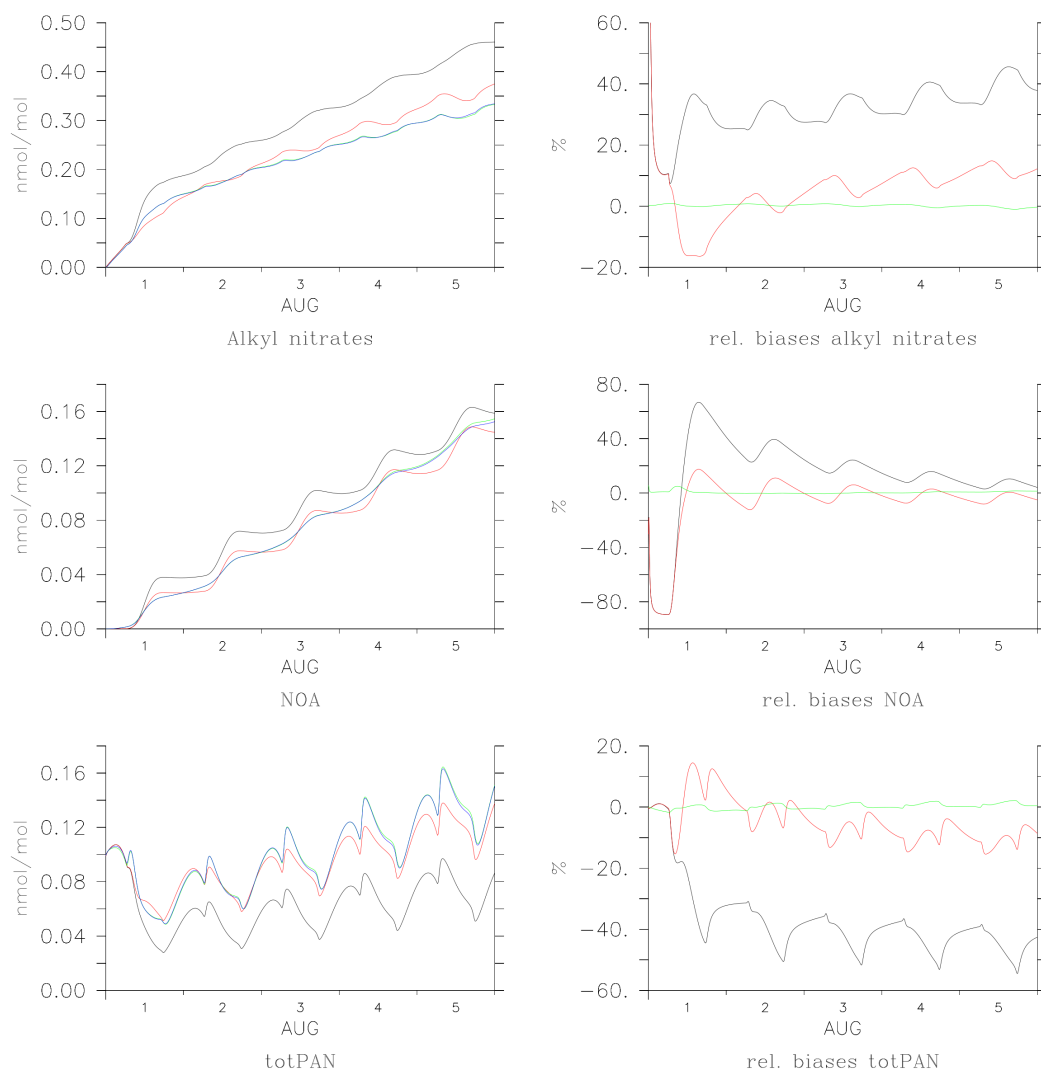 0.50
0.40
0.30
0.20
0.10
0.00
nmol/mol
1 2 3 4 5
AUG
Alkyl nitrates
60.
40.
20.
0.
−20.
%
1 2 3 4 5
AUG
rel. biases alkyl nitrates
0.16
0.12
0.08
0.04
0.00
nmol/mol
1 2 3 4 5
AUG
NOA
80.
40.
0.
−40.
−80.
%
1 2 3 4 5
AUG
rel. biases NOA
0.16
0.12
0.08
0.04
0.00
nmol/mol
1 2 3 4 5
AUG
totPAN
20.
0.
−20.
−40.
−60.
%
1 2 3 4 5
AUG
rel. biases totPAN